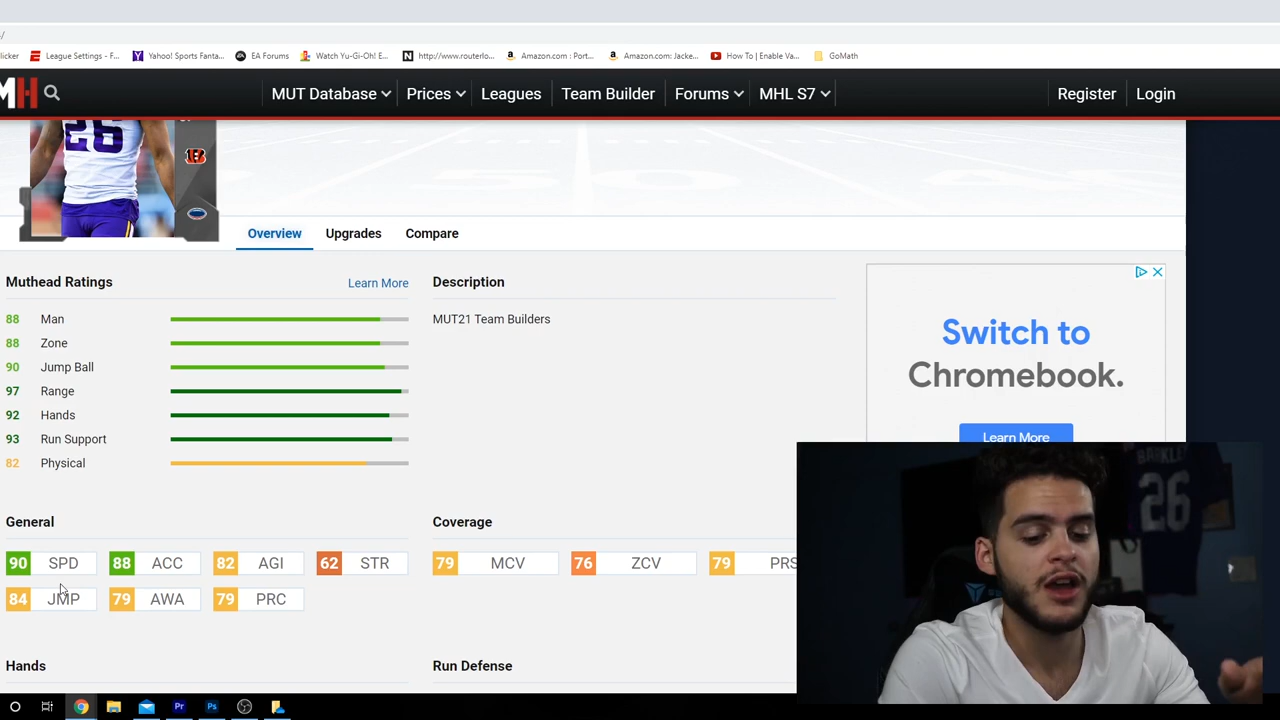 /
licker League Settings - F... Yahoo! Sports Fanta... EA Forums Watch Yu-Gi-Oh! E... http://www.routerlo... Amazon.com : Port... Amazon.com: Jacke... How To | Enable Va... GoMath
MH MUT Database Prices Leagues Team Builder Forums MHL S7 Register Login
26
Overview Upgrades Compare
Muthead Ratings Learn More
88 Man
88 Zone
90 Jump Ball
97 Range
92 Hands
93 Run Support
82 Physical
Description
MUT21 Team Builders
Switch to
Chromebook.
Learn More
General
90 SPD 88 ACC 82 AGI 62 STR
84 JMP 79 AWA 79 PRC
Coverage
79 MCV 76 ZCV 79 PRS
Hands
Run Defense
BARKLEY
26
Pr Ps